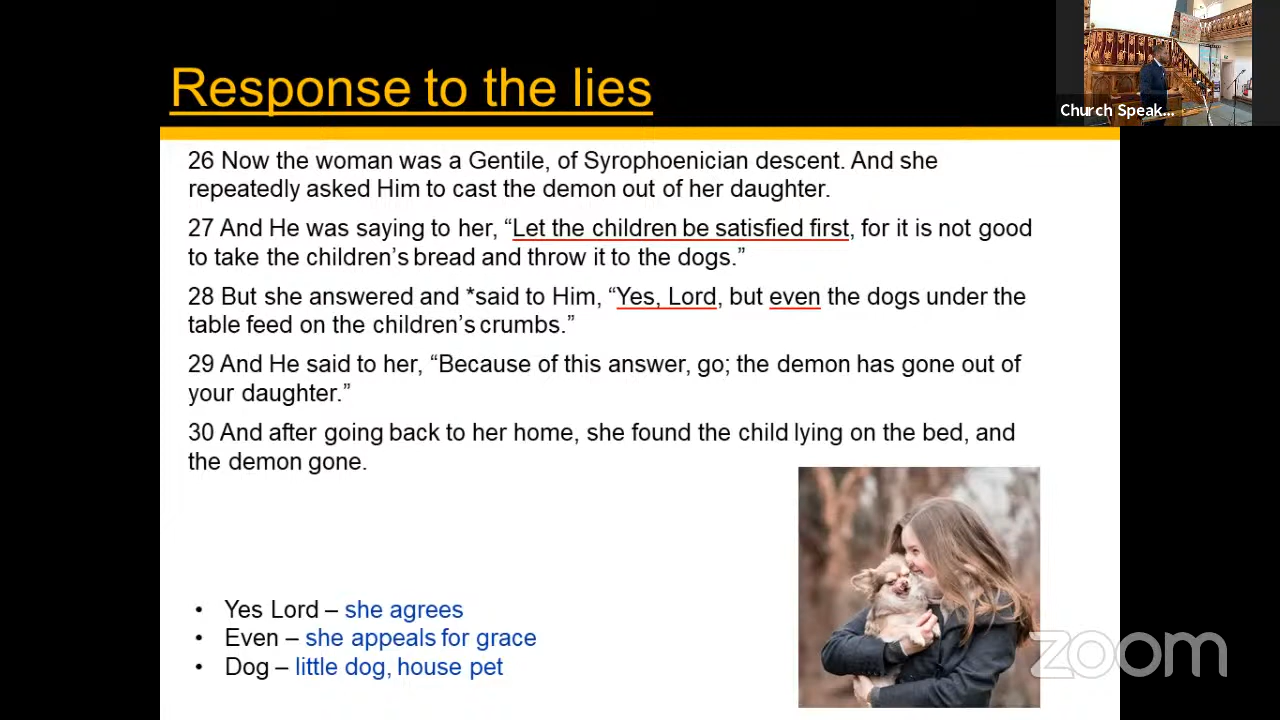 Response to the lies
Church Speak...
26 Now the woman was a Gentile, of Syrophoenician descent. And she
repeatedly asked Him to cast the demon out of her daughter.
27 And He was saying to her, “Let the children be satisfied first, for it is not good
to take the children’s bread and throw it to the dogs.”
28 But she answered and *said to Him, “Yes, Lord, but even the dogs under the
table feed on the children’s crumbs.”
29 And He said to her, “Because of this answer, go; the demon has gone out of
your daughter.”
30 And after going back to her home, she found the child lying on the bed, and
the demon gone.
• Yes Lord – she agrees
• Even – she appeals for grace
• Dog – little dog, house pet
zoom